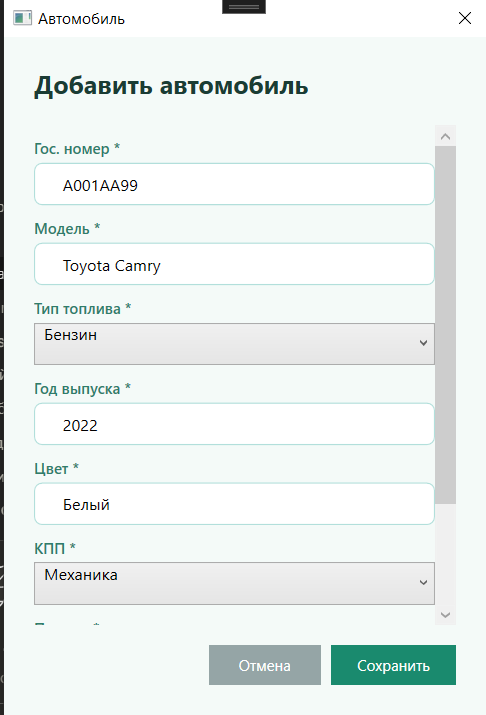 Автомобиль
Добавить автомобиль
Гос. номер *
А001АА99
Модель *
Toyota Camry
Тип топлива *
Бензин
Год выпуска *
2022
Цвет *
Белый
КПП *
Механика
Отмена
Сохранить